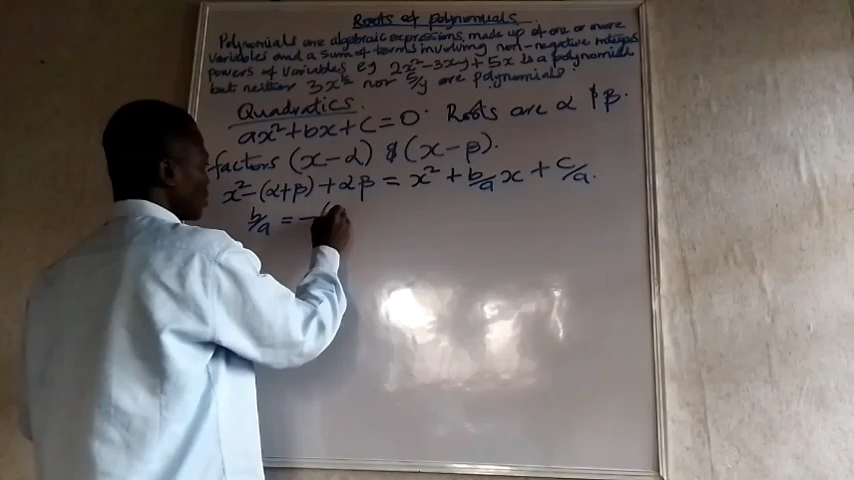 Roots of polynomials
Polynomials are algebraic expressions made up of one or more
variables and a sum of terms involving non-negative integer
powers of variables eg 2x²-3xy+5x is a polynomial
but neither 3x^½ nor 5/y are polynomials.
Quadratics
ax²+bx+c=0. Roots are α & β.
factors (x-α) & (x-β).
x²-(α+β)+αβ = x²+b/a x + c/a.
b/a = -(